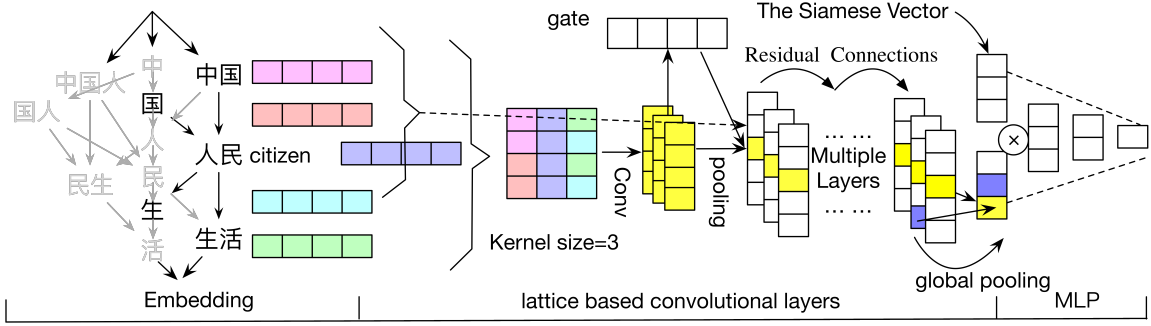 The Siamese Vector
gate
Residual Connections
中
中国人
中国
国人
国
人
人民 citizen
民生
民
生
生活
活
Conv
pooling
... ...
Multiple
Layers
... ...
×
Kernel size=3
global pooling
Embedding
lattice based convolutional layers
MLP